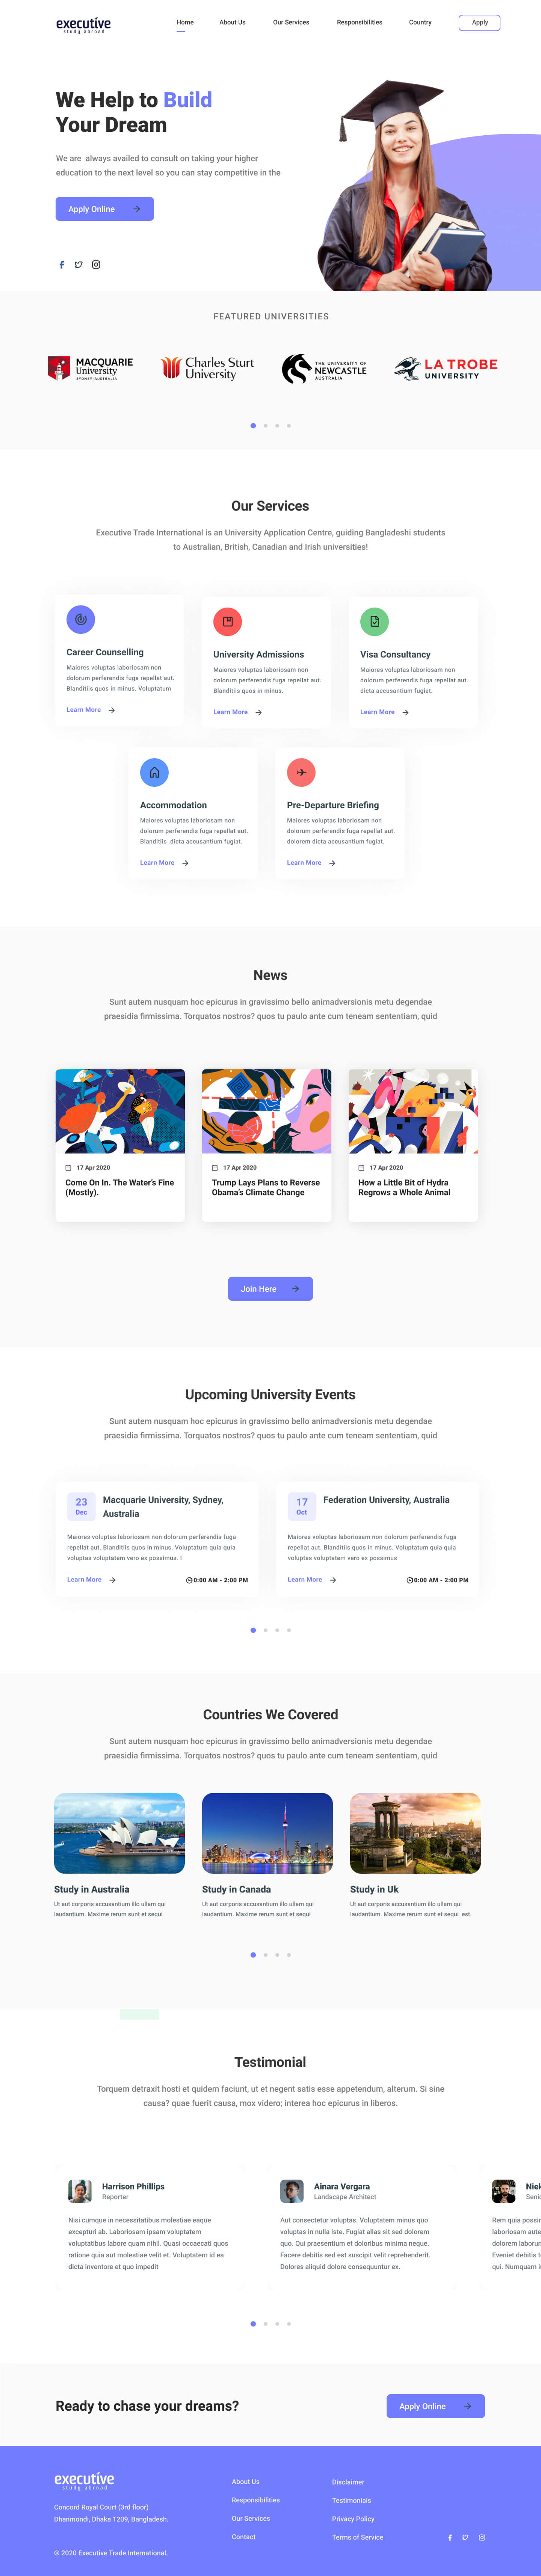 executive
study abroad
Home
About Us
Our Services
Responsibilities
Country
Apply
We Help to Build
Your Dream
We are always availed to consult on taking your higher
education to the next level so you can stay competitive in the
Apply Online
FEATURED UNIVERSITIES
MACQUARIE
University
SYDNEY·AUSTRALIA
Charles Sturt
University
THE UNIVERSITY OF
NEWCASTLE
AUSTRALIA
LA TROBE
UNIVERSITY
Our Services
Executive Trade International is an University Application Centre, guiding Bangladeshi students
to Australian, British, Canadian and Irish universities!
Career Counselling
Maiores voluptas laboriosam non
dolorum perferendis fuga repellat aut.
Blanditiis quos in minus. Voluptatum
Learn More
University Admissions
Maiores voluptas laboriosam non
dolorum perferendis fuga repellat aut.
Blanditiis quos in minus.
Learn More
Visa Consultancy
Maiores voluptas laboriosam non
dolorum perferendis fuga repellat aut.
dicta accusantium fugiat.
Learn More
Accommodation
Maiores voluptas laboriosam non
dolorum perferendis fuga repellat aut.
Blanditiis dicta accusantium fugiat.
Learn More
Pre-Departure Briefing
Maiores voluptas laboriosam non
dolorum perferendis fuga repellat aut.
dolorem dicta accusantium fugiat.
Learn More
News
Sunt autem nusquam hoc epicurus in gravissimo bello animadversionis metu degendae
praesidia firmissima. Torquatos nostros? quos tu paulo ante cum teneam sententiam, quid
17 Apr 2020
Come On In. The Water's Fine
(Mostly).
17 Apr 2020
Trump Lays Plans to Reverse
Obama's Climate Change
17 Apr 2020
How a Little Bit of Hydra
Regrows a Whole Animal
Join Here
Upcoming University Events
Sunt autem nusquam hoc epicurus in gravissimo bello animadversionis metu degendae
praesidia firmissima. Torquatos nostros? quos tu paulo ante cum teneam sententiam, quid
23
Dec
Macquarie University, Sydney,
Australia
Maiores voluptas laboriosam non dolorum perferendis fuga
repellat aut. Blanditiis quos in minus. Voluptatum quia quia
voluptas voluptatem vero ex possimus. I
Learn More
0:00 AM - 2:00 PM
17
Oct
Federation University, Australia
Maiores voluptas laboriosam non dolorum perferendis fuga
repellat aut. Blanditiis quos in minus. Voluptatum quia quia
voluptas voluptatem vero ex possimus
Learn More
0:00 AM - 2:00 PM
Countries We Covered
Sunt autem nusquam hoc epicurus in gravissimo bello animadversionis metu degendae
praesidia firmissima. Torquatos nostros? quos tu paulo ante cum teneam sententiam, quid
Study in Australia
Ut aut corporis accusantium illo ullam qui
laudantium. Maxime rerum sunt et sequi
Study in Canada
Ut aut corporis accusantium illo ullam qui
laudantium. Maxime rerum sunt et sequi
Study in Uk
Ut aut corporis accusantium illo ullam qui
laudantium. Maxime rerum sunt et sequi est.
Testimonial
Torquem detraxit hosti et quidem faciunt, ut et negent satis esse appetendum, alterum. Si sine
causa? quae fuerit causa, mox videro; interea hoc epicurus in liberos.
Harrison Phillips
Reporter
Nisi cumque in necessitatibus molestiae eaque
excepturi ab. Laboriosam ipsam voluptatem
voluptatibus labore quam nihil. Quasi occaecati quos
ratione quia aut molestiae velit et. Voluptatem id ea
dicta inventore et quo impedit
Ainara Vergara
Landscape Architect
Aut consectetur voluptas. Voluptatem minus quo
voluptas in nulla iste. Fugiat alias sit sed dolorem
quo. Qui praesentium et doloribus minima neque.
Facere debitis sed est suscipit velit reprehenderit.
Dolores aliquid dolore consequuntur ex.
Niek
Senic
Rem quia possir
laboriosam aute
dolorem laborur
Eveniet debitis t
qui. Numquam i
Ready to chase your dreams?
Apply Online
executive
study abroad
Concord Royal Court (3rd floor)
Dhanmondi, Dhaka 1209, Bangladesh.
© 2020 Executive Trade International.
About Us
Responsibilities
Our Services
Contact
Disclaimer
Testimonials
Privacy Policy
Terms of Service